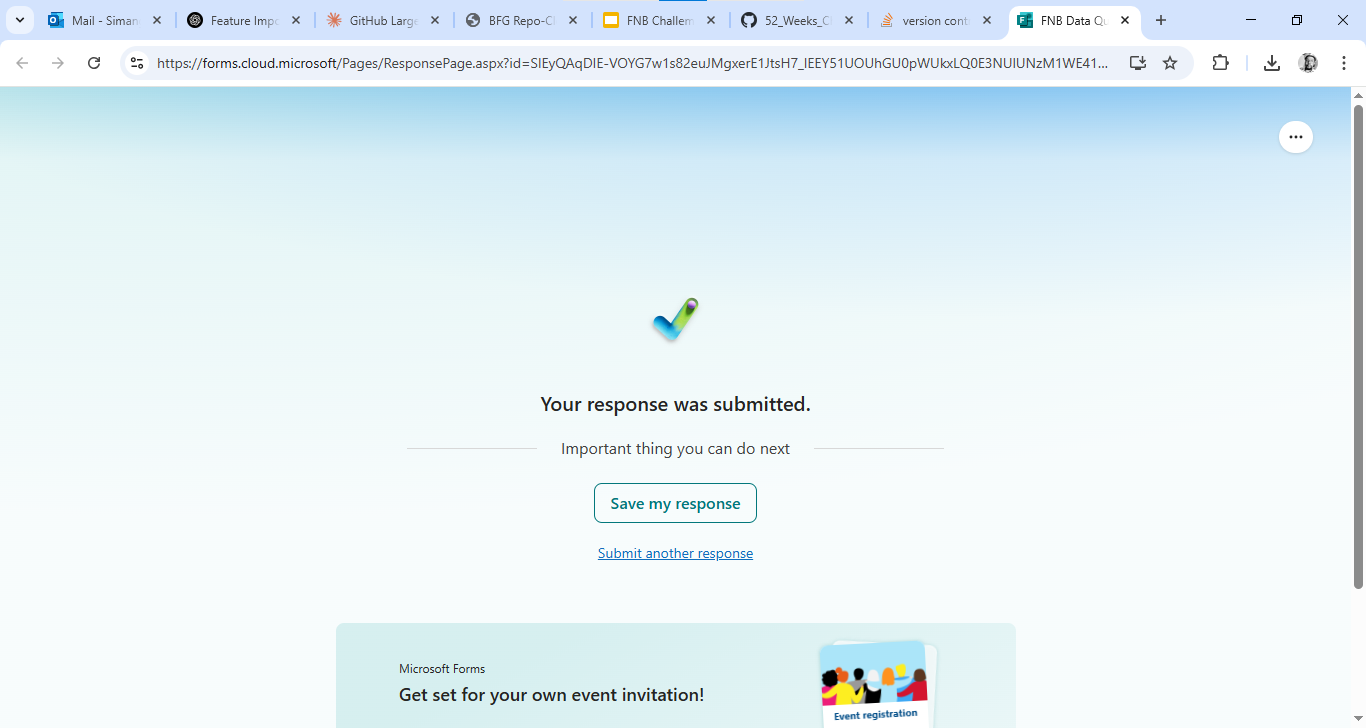 Mail - Siman
Feature Impo
GitHub Large
BFG Repo-Cl
FNB Challen
52_Weeks_C
version cont
FNB Data Qu
https://forms.cloud.microsoft/Pages/ResponsePage.aspx?id=
Your response was submitted.
Important thing you can do next
Save my response
Submit another response
Microsoft Forms
Get set for your own event invitation!
Event registration